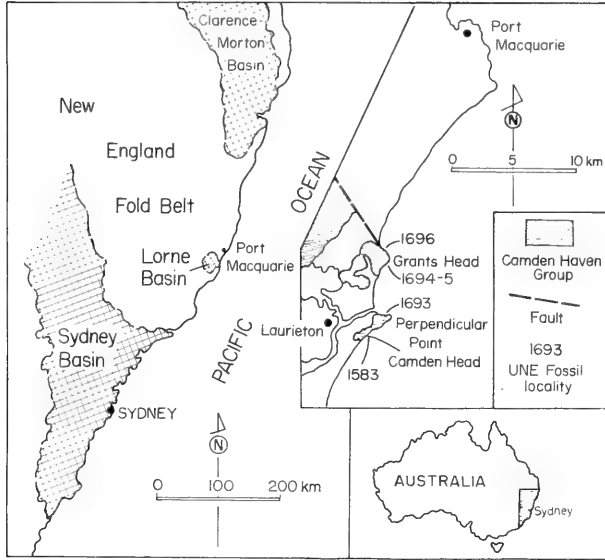 Clarence
Morton
Basin
New
England
Fold Belt
Lorne
Basin
Port
Macquarie
Sydney
Basin
SYDNEY
PACIFIC
OCEAN
N
0 100 200 km
Port
Macquarie
N
0 5 10 km
1696
Grants Head
1694-5
1693
Laurieton
Perpendicular
Point
Camden Head
1583
Camden Haven
Group
Fault
1693
UNE Fossil
locality
AUSTRALIA
Sydney